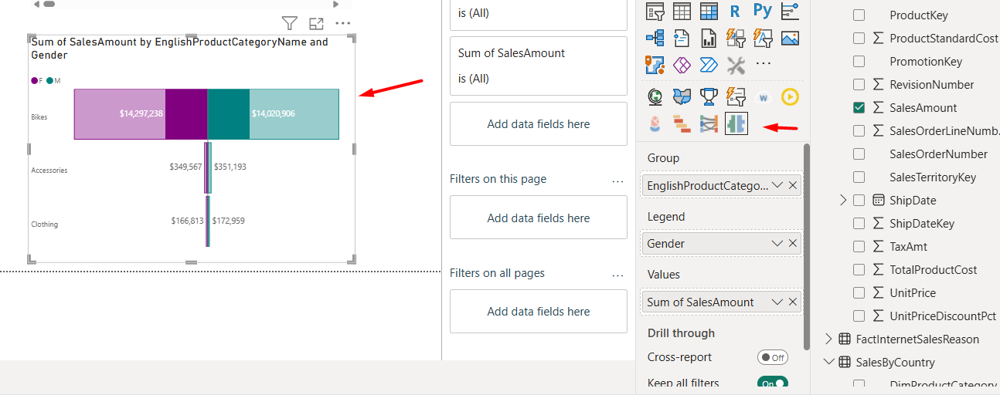 Sum of SalesAmount by EnglishProductCategoryName and
Gender
F M
Bikes
$14,297,238
$14,020,906
Accessories
$349,567
$351,193
Clothing
$166,813
$172,959
is (All)
Sum of SalesAmount
is (All)
Add data fields here
Filters on this page
...
Add data fields here
Filters on all pages
...
Add data fields here
R
Py
...
W
Group
EnglishProductCatego...
Legend
Gender
Values
Sum of SalesAmount
Drill through
Cross-report
Off
Keep all filters
On
ProductKey
ProductStandardCost
PromotionKey
RevisionNumber
SalesAmount
SalesOrderLineNumb...
SalesOrderNumber
SalesTerritoryKey
ShipDate
ShipDateKey
TaxAmt
TotalProductCost
UnitPrice
UnitPriceDiscountPct
FactInternetSalesReason
SalesByCountry
DimProductCategory